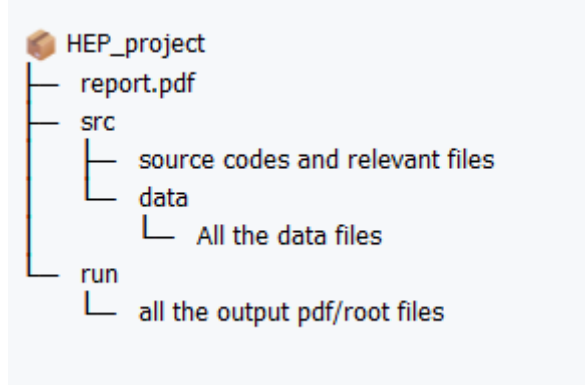 HEP_project
report.pdf
src
source codes and relevant files
data
All the data files
run
all the output pdf/root files